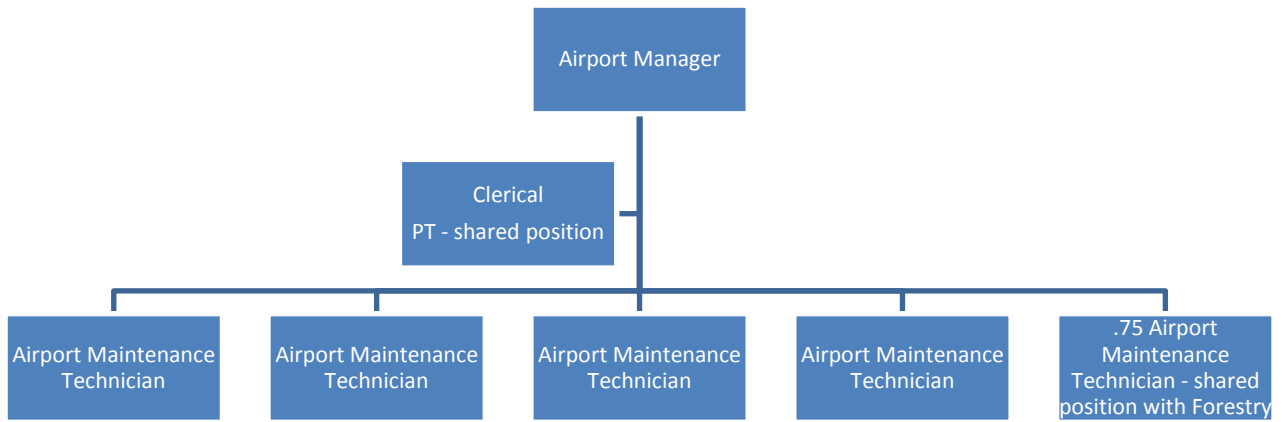 Airport Manager
Clerical
PT - shared position
Airport Maintenance
Technician
Airport Maintenance
Technician
Airport Maintenance
Technician
Airport Maintenance
Technician
.75 Airport
Maintenance
Technician - shared
position with Forestry